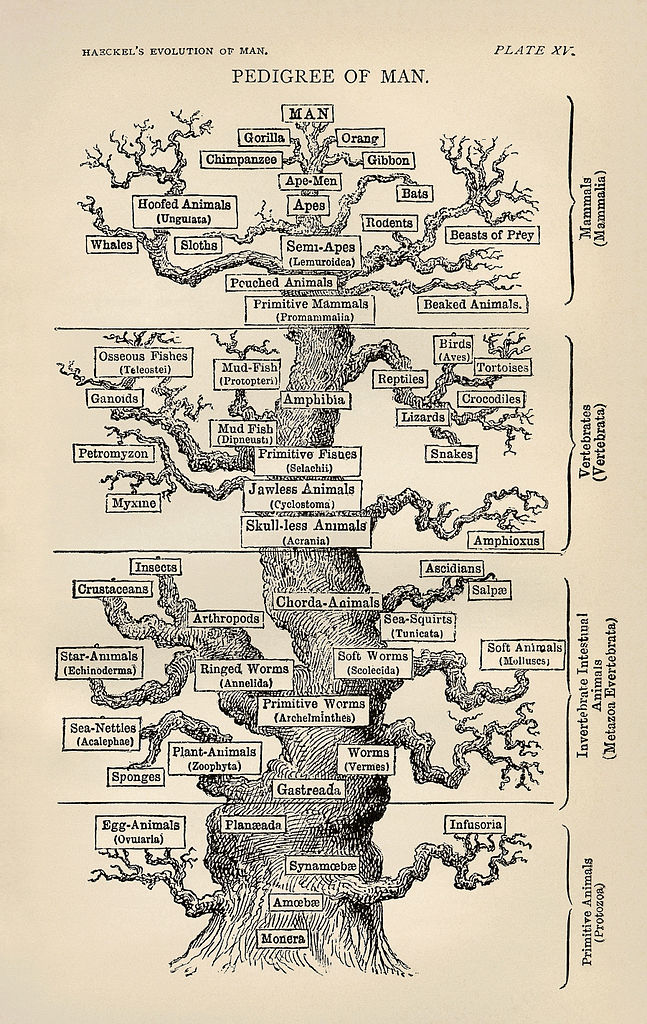 HAECKEL'S EVOLUTION OF MAN.
PLATE XV.
PEDIGREE OF MAN.
MAN
Gorilla
Orang
Chimpanzee
Gibbon
Ape-Men
Bats
Apes
Hoofed Animals
(Ungulata)
Rodents
Beasts of Prey
Whales
Sloths
Semi-Apes
(Lemuroidea)
Pouched Animals
Primitive Mammals
(Promammalia)
Beaked Animals.
Mammals
(Mammalia)
Osseous Fishes
(Teleostei)
Mud-Fish
(Protopteri)
Birds
(Aves)
Tortoises
Reptiles
Ganoids
Amphibia
Crocodiles
Lizards
Mud Fish
(Dipneusti)
Petromyzon
Primitive Fishes
(Selachii)
Snakes
Jawless Animals
(Cyclostoma)
Myxine
Skull-less Animals
(Acrania)
Amphioxus
Vertebrates
(Vertebrata)
Insects
Ascidians
Crustaceans
Salpæ
Chorda-Animals
Arthropods
Sea-Squirts
(Tunicata)
Star-Animals
(Echinoderma)
Ringed Worms
(Annelida)
Soft Worms
(Scolecida)
Soft Animals
(Molluscs)
Primitive Worms
(Archelminthes)
Sea-Nettles
(Acalephae)
Plant-Animals
(Zoophyta)
Worms
(Vermes)
Sponges
Gastreada
Invertebrate Intestinal
Animals
(Metazoa Evertebrata)
Egg-Animals
(Ovularia)
Planæada
Infusoria
Synamœbæ
Amœbæ
Monera
Primitive Animals
(Protozoa)